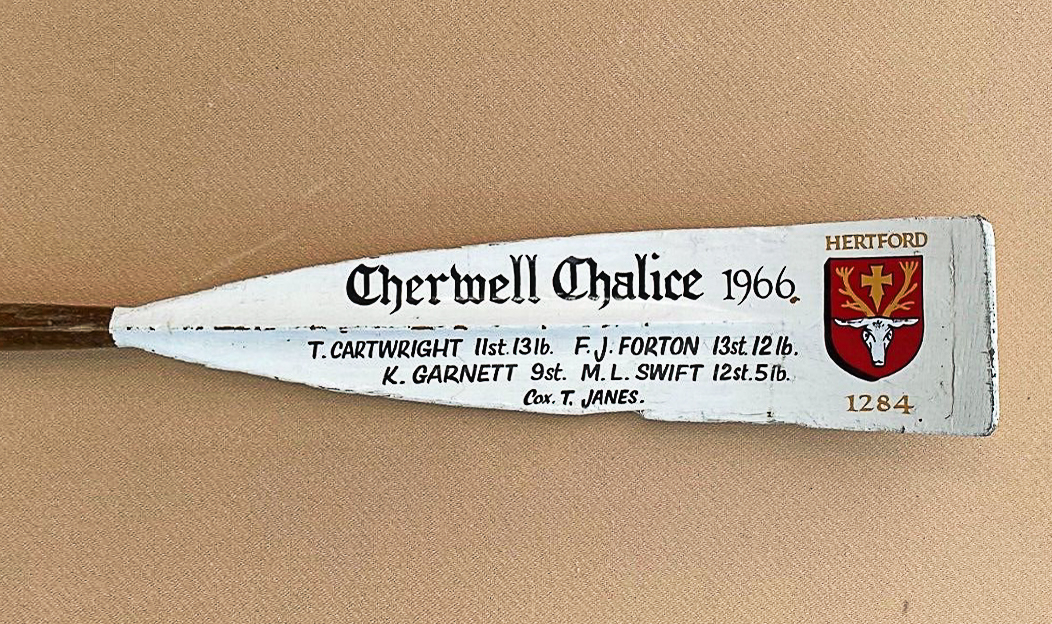 Cherwell Chalice 1966.
T. CARTWRIGHT 11st.13lb. F.J. FORTON 13st.12lb.
K. GARNETT 9st. M.L. SWIFT 12st.5lb.
Cox. T. JANES.
HERTFORD
1284